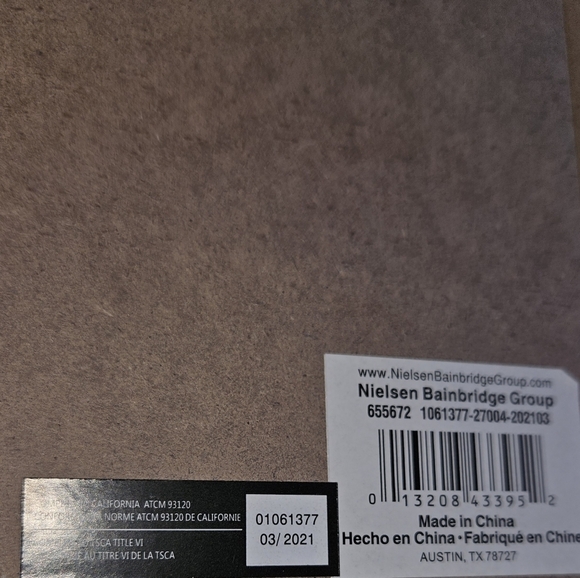 www.NielsenBainbridgeGroup.com
Nielsen Bainbridge Group
655672 1061377-27004-202103
0 13208 43395 2
Made in China
Hecho en China • Fabriqué en Chine
AUSTIN, TX 78727
CALIFORNIA ATCM 93120
NORME ATCM 93120 DE CALIFORNIE
TSCA TITLE VI
AU TITRE VI DE LA TSCA
01061377
03/2021